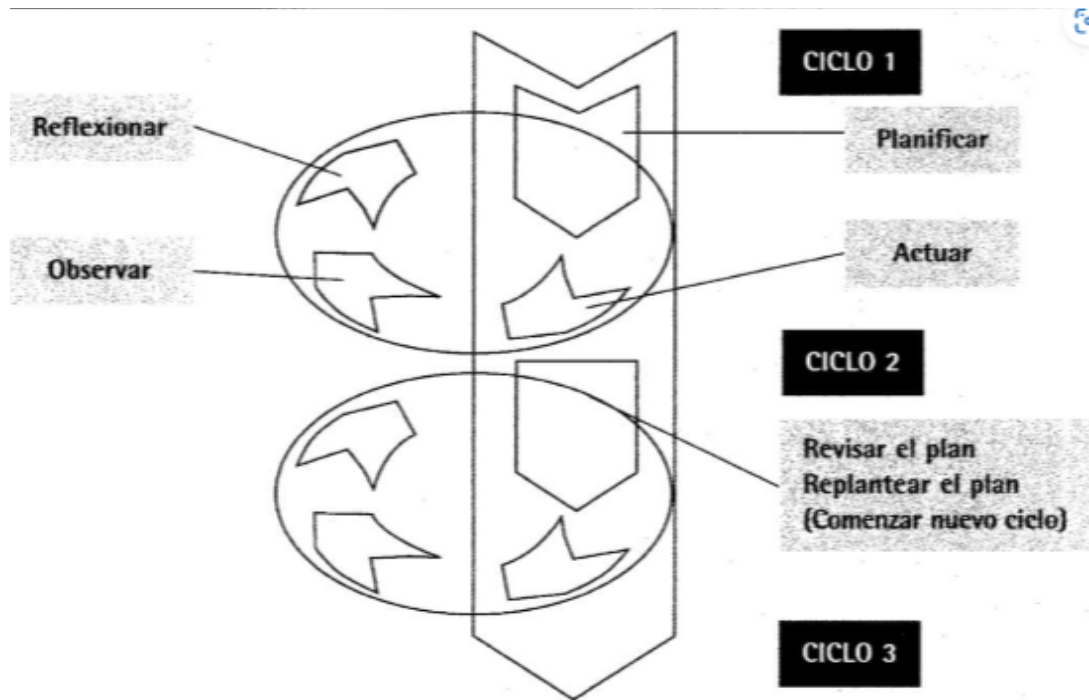 CICLO 1
Reflexionar
Planificar
Observar
Actuar
CICLO 2
Revisar el plan
Replantear el plan
(Comenzar nuevo ciclo)
CICLO 3